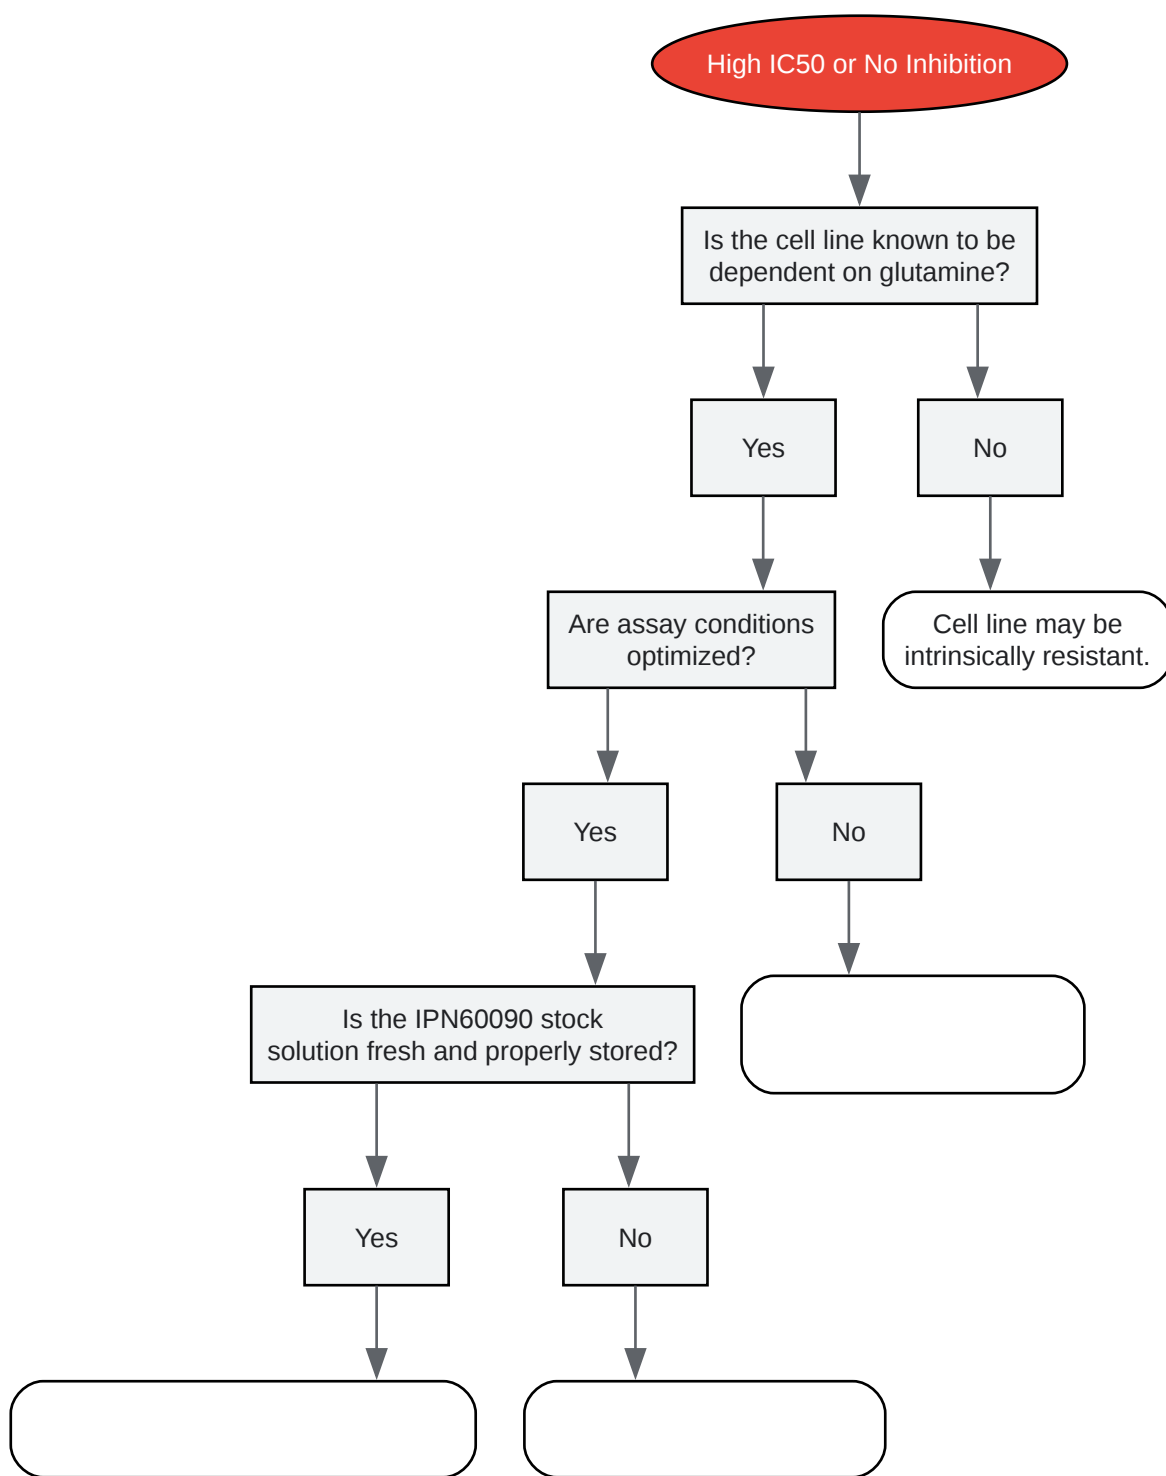 High IC50 or No Inhibition
Is the cell line known to be
dependent on glutamine?
Yes
No
Are assay conditions
optimized?
Cell line may be
intrinsically resistant.
Yes
No
Is the IPN60090 stock
solution fresh and properly stored?
Yes
No